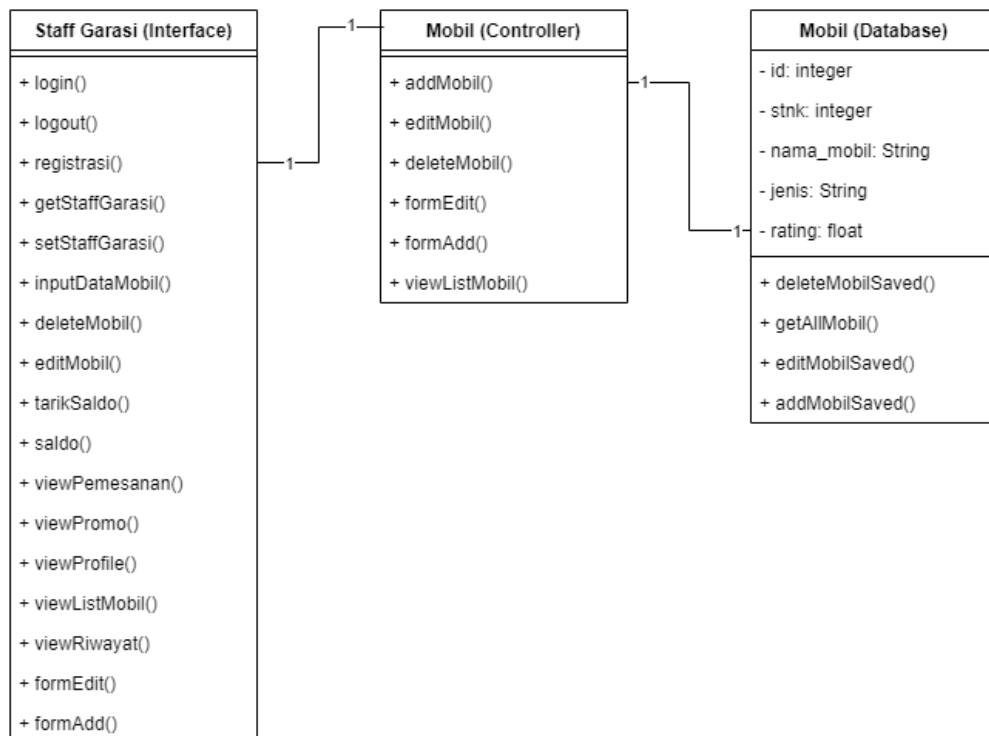 Staff Garasi (Interface)
+ login()
+ logout()
+ registrasi()
+ getStaffGarasi()
+ setStaffGarasi()
+ inputDataMobil()
+ deleteMobil()
+ editMobil()
+ tarikSaldo()
+ saldo()
+ viewPemesanan()
+ viewPromo()
+ viewProfile()
+ viewListMobil()
+ viewRiwayat()
+ formEdit()
+ formAdd()
1
1
Mobil (Controller)
+ addMobil()
+ editMobil()
+ deleteMobil()
+ formEdit()
+ formAdd()
+ viewListMobil()
1
1
Mobil (Database)
- id: integer
- stnk: integer
- nama_mobil: String
- jenis: String
- rating: float
+ deleteMobilSaved()
+ getAllMobil()
+ editMobilSaved()
+ addMobilSaved()